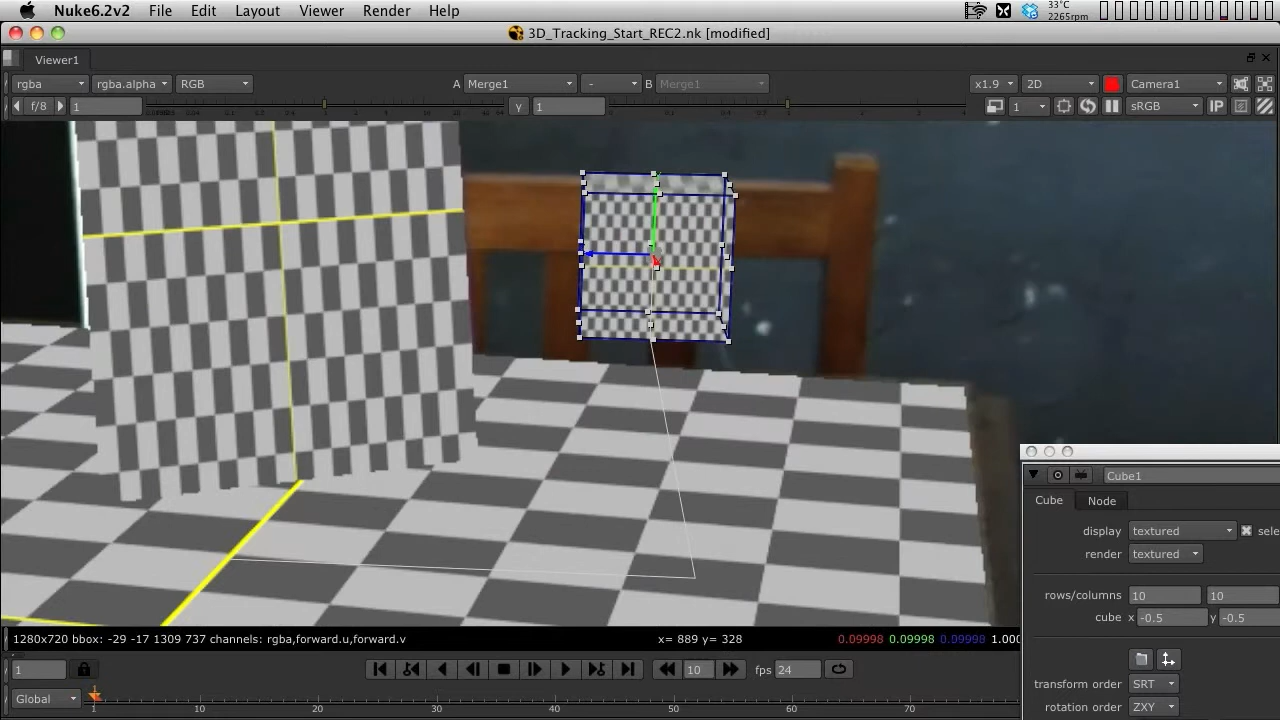 Nuke6.2v2 File Edit Layout Viewer Render Help 33°C 2265rpm
3D_Tracking_Start_REC2.nk [modified]
Viewer1
rgba rgba.alpha RGB A Merge1 - B Merge1 x1.9 2D Camera1
f/8 1 y 1 1 sRGB IP
Cube1
Cube Node
display textured sele
render textured
rows/columns 10 10
cube x -0.5 y -0.5
1280x720 bbox: -29 -17 1309 737 channels: rgba,forward.u,forward.v x= 889 y= 328 0.09998 0.09998 0.09998 1.000
1 10 fps 24
transform order SRT
Global 1 1 10 20 30 40 50 60 70
rotation order ZXY